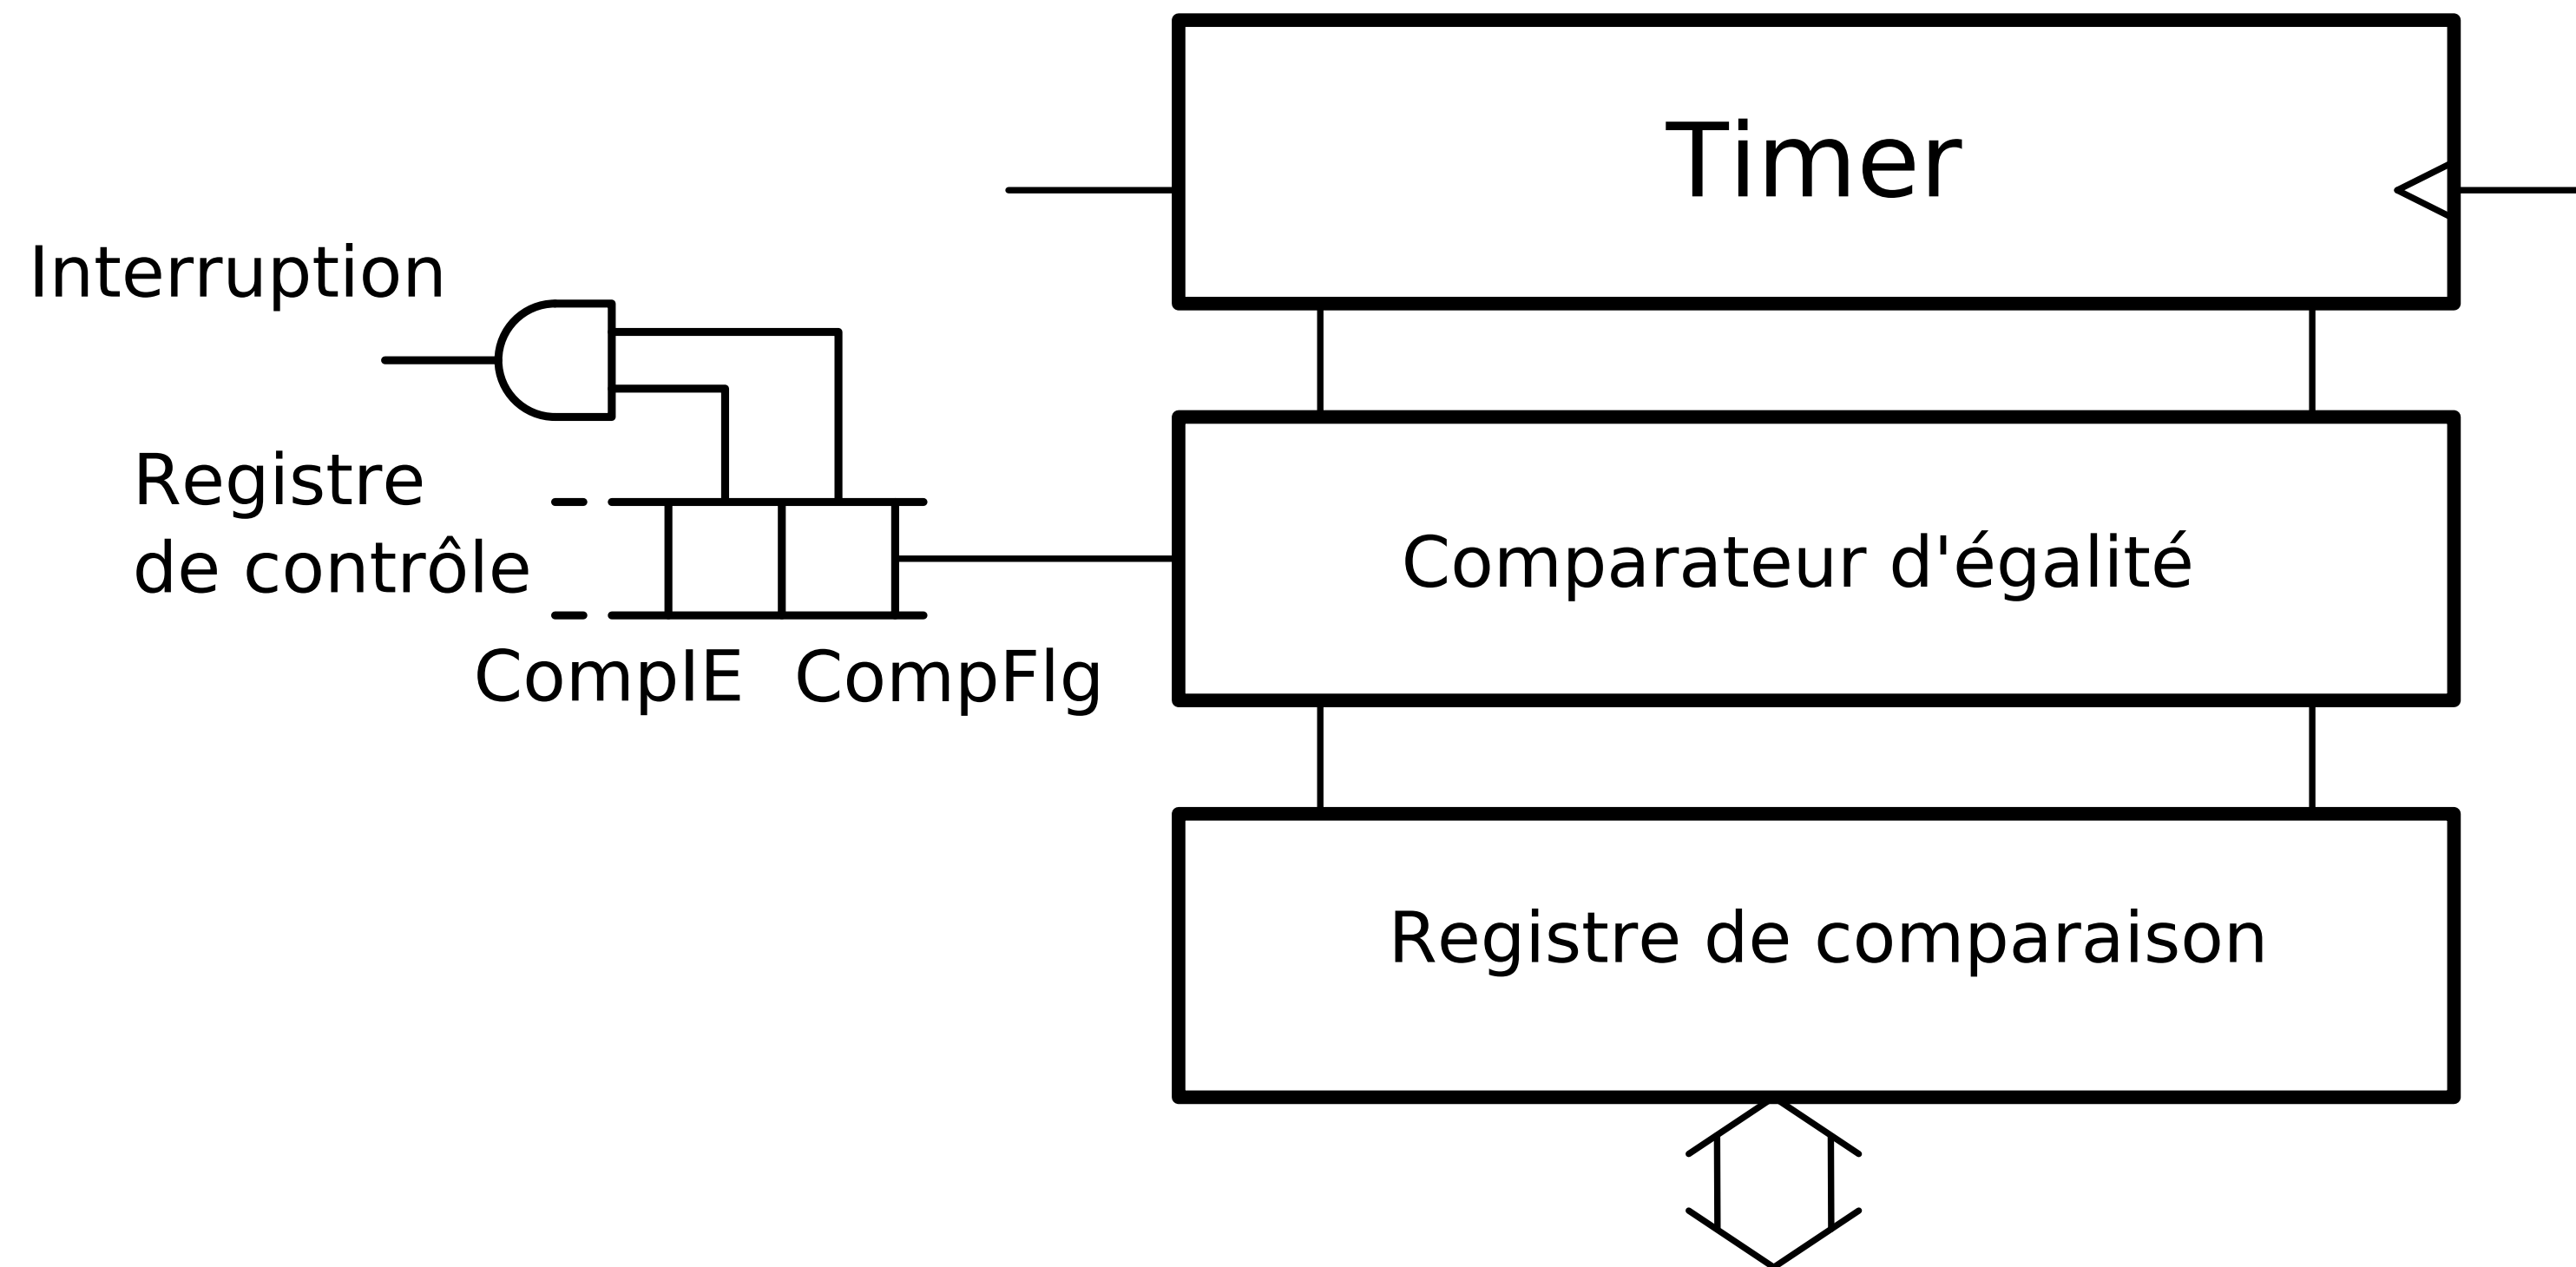 Timer
Interruption
Registre
de contrôle
Comparateur d'égalité
CompIE
CompFlg
Registre de comparaison